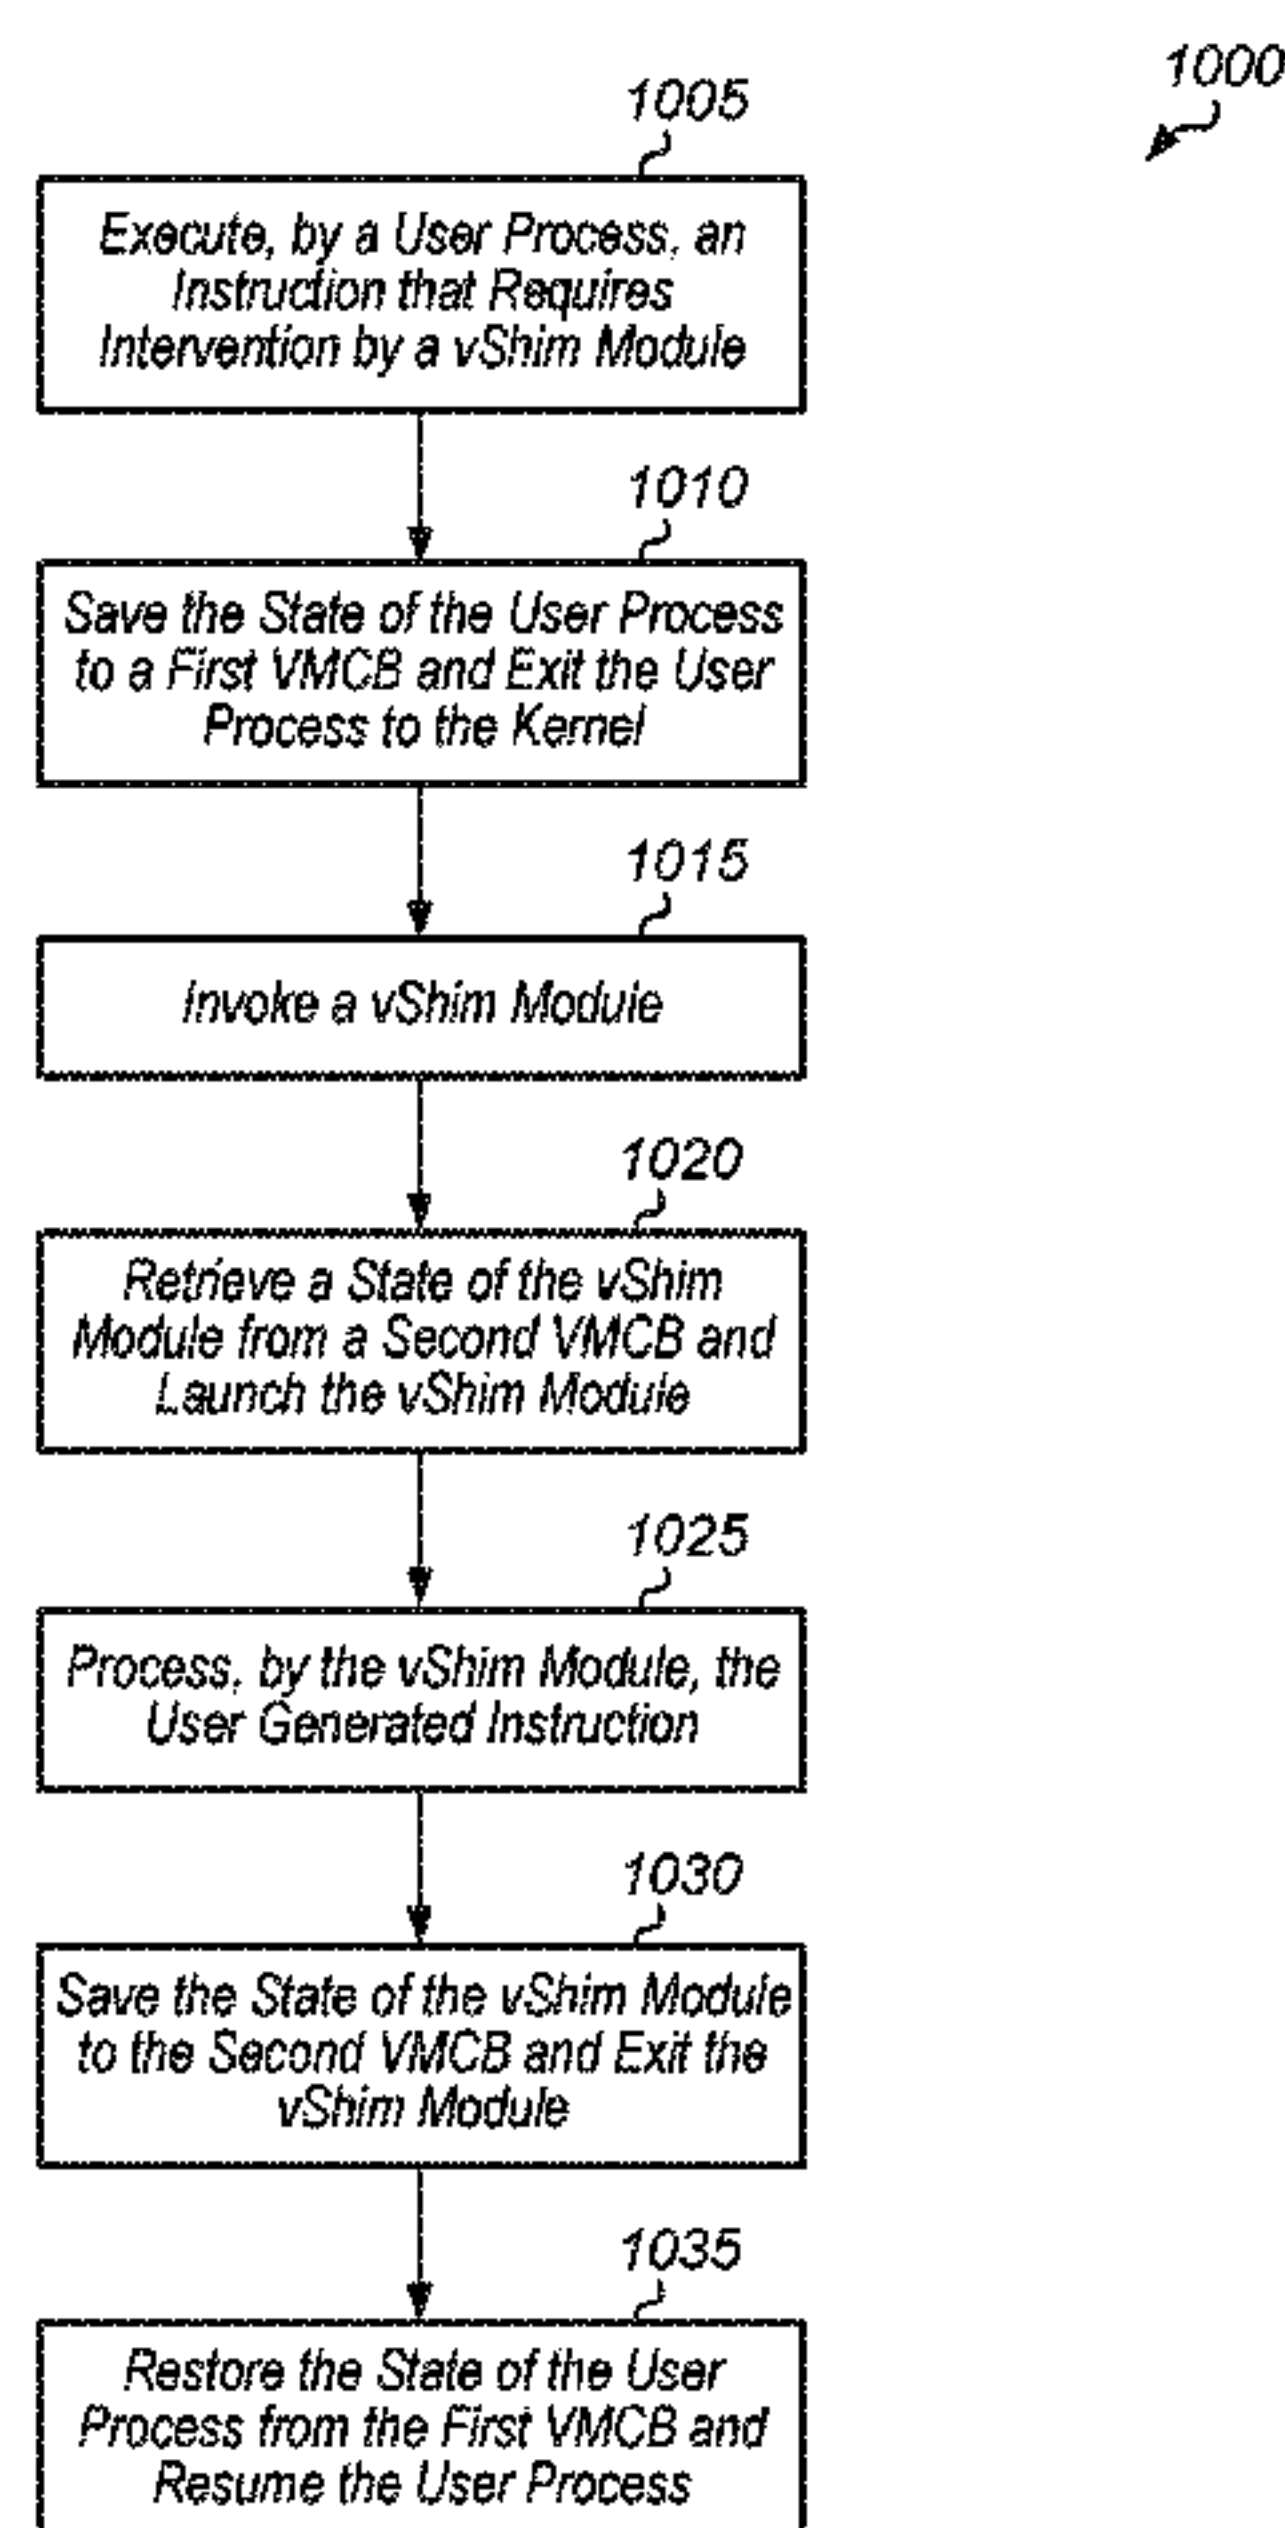 1000
1005
Execute, by a User Process, an
Instruction that Requires
Intervention by a vShim Module
1010
Save the State of the User Process
to a First VMCB and Exit the User
Process to the Kernel
1015
Invoke a vShim Module
1020
Retrieve a State of the vShim
Module from a Second VMCB and
Launch the vShim Module
1025
Process, by the vShim Module, the
User Generated Instruction
1030
Save the State of the vShim Module
to the Second VMCB and Exit the
vShim Module
1035
Restore the State of the User
Process from the First VMCB and
Resume the User Process